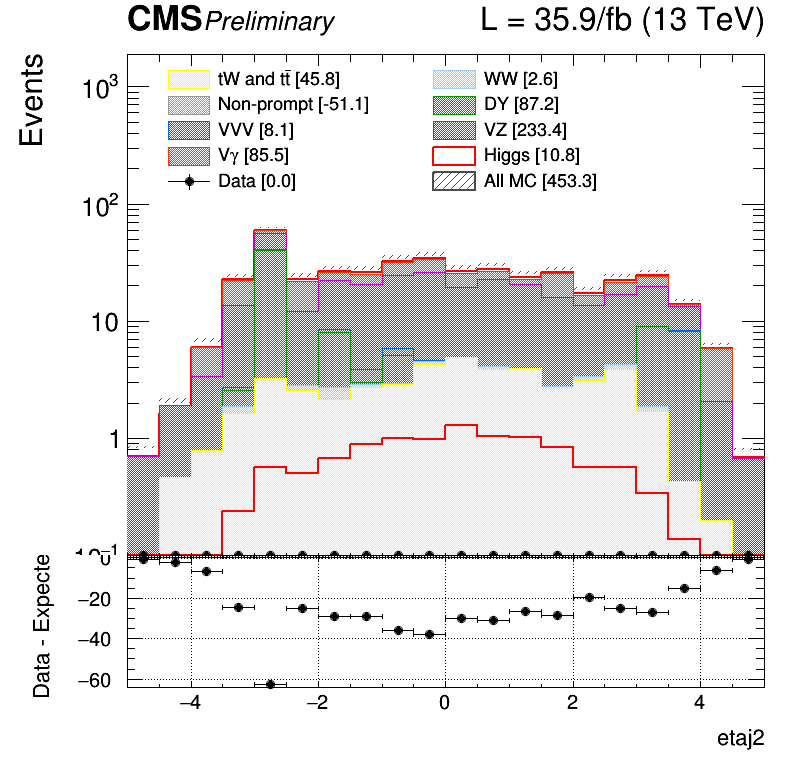 CMS Preliminary L = 35.9/fb (13 TeV)
Events
tW and tt̄ [45.8] WW [2.6]
Non-prompt [-51.1] DY [87.2]
VVV [8.1] VZ [233.4]
Vγ [85.5] Higgs [10.8]
Data [0.0] All MC [453.3]
10³
10²
10
1
0
−20
−40
−60
Data - Expecte
−4 −2 0 2 4
etaj2